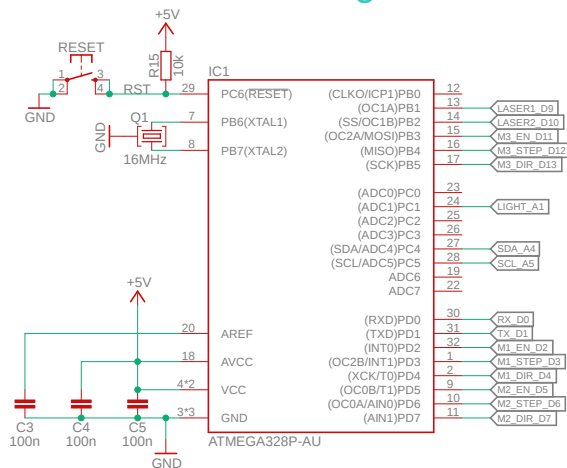 +5V
RESET
1
3
2
4
RST
GND
R15
10k
29
IC1
PC6(RESET)
GND
Q1
16MHz
7
PB6(XTAL1)
8
PB7(XTAL2)
(CLKO/ICP1)PB0
12
(OC1A)PB1
13
LASER1_D9
(SS/OC1B)PB2
14
LASER2_D10
(OC2A/MOSI)PB3
15
M3_EN_D11
(MISO)PB4
16
M3_STEP_D12
(SCK)PB5
17
M3_DIR_D13
(ADC0)PC0
23
(ADC1)PC1
24
LIGHT_A1
(ADC2)PC2
25
(ADC3)PC3
26
(SDA/ADC4)PC4
27
SDA_A4
(SCL/ADC5)PC5
28
SCL_A5
ADC6
19
ADC7
22
+5V
20
AREF
18
AVCC
4*2
VCC
3*3
GND
(RXD)PD0
30
RX_D0
(TXD)PD1
31
TX_D1
(INT0)PD2
32
M1_EN_D2
(OC2B/INT1)PD3
1
M1_STEP_D3
(XCK/T0)PD4
2
M1_DIR_D4
(OC0B/T1)PD5
9
M2_EN_D5
(OC0A/AIN0)PD6
10
M2_STEP_D6
(AIN1)PD7
11
M2_DIR_D7
C3
100n
C4
100n
C5
100n
GND
ATMEGA328P-AU